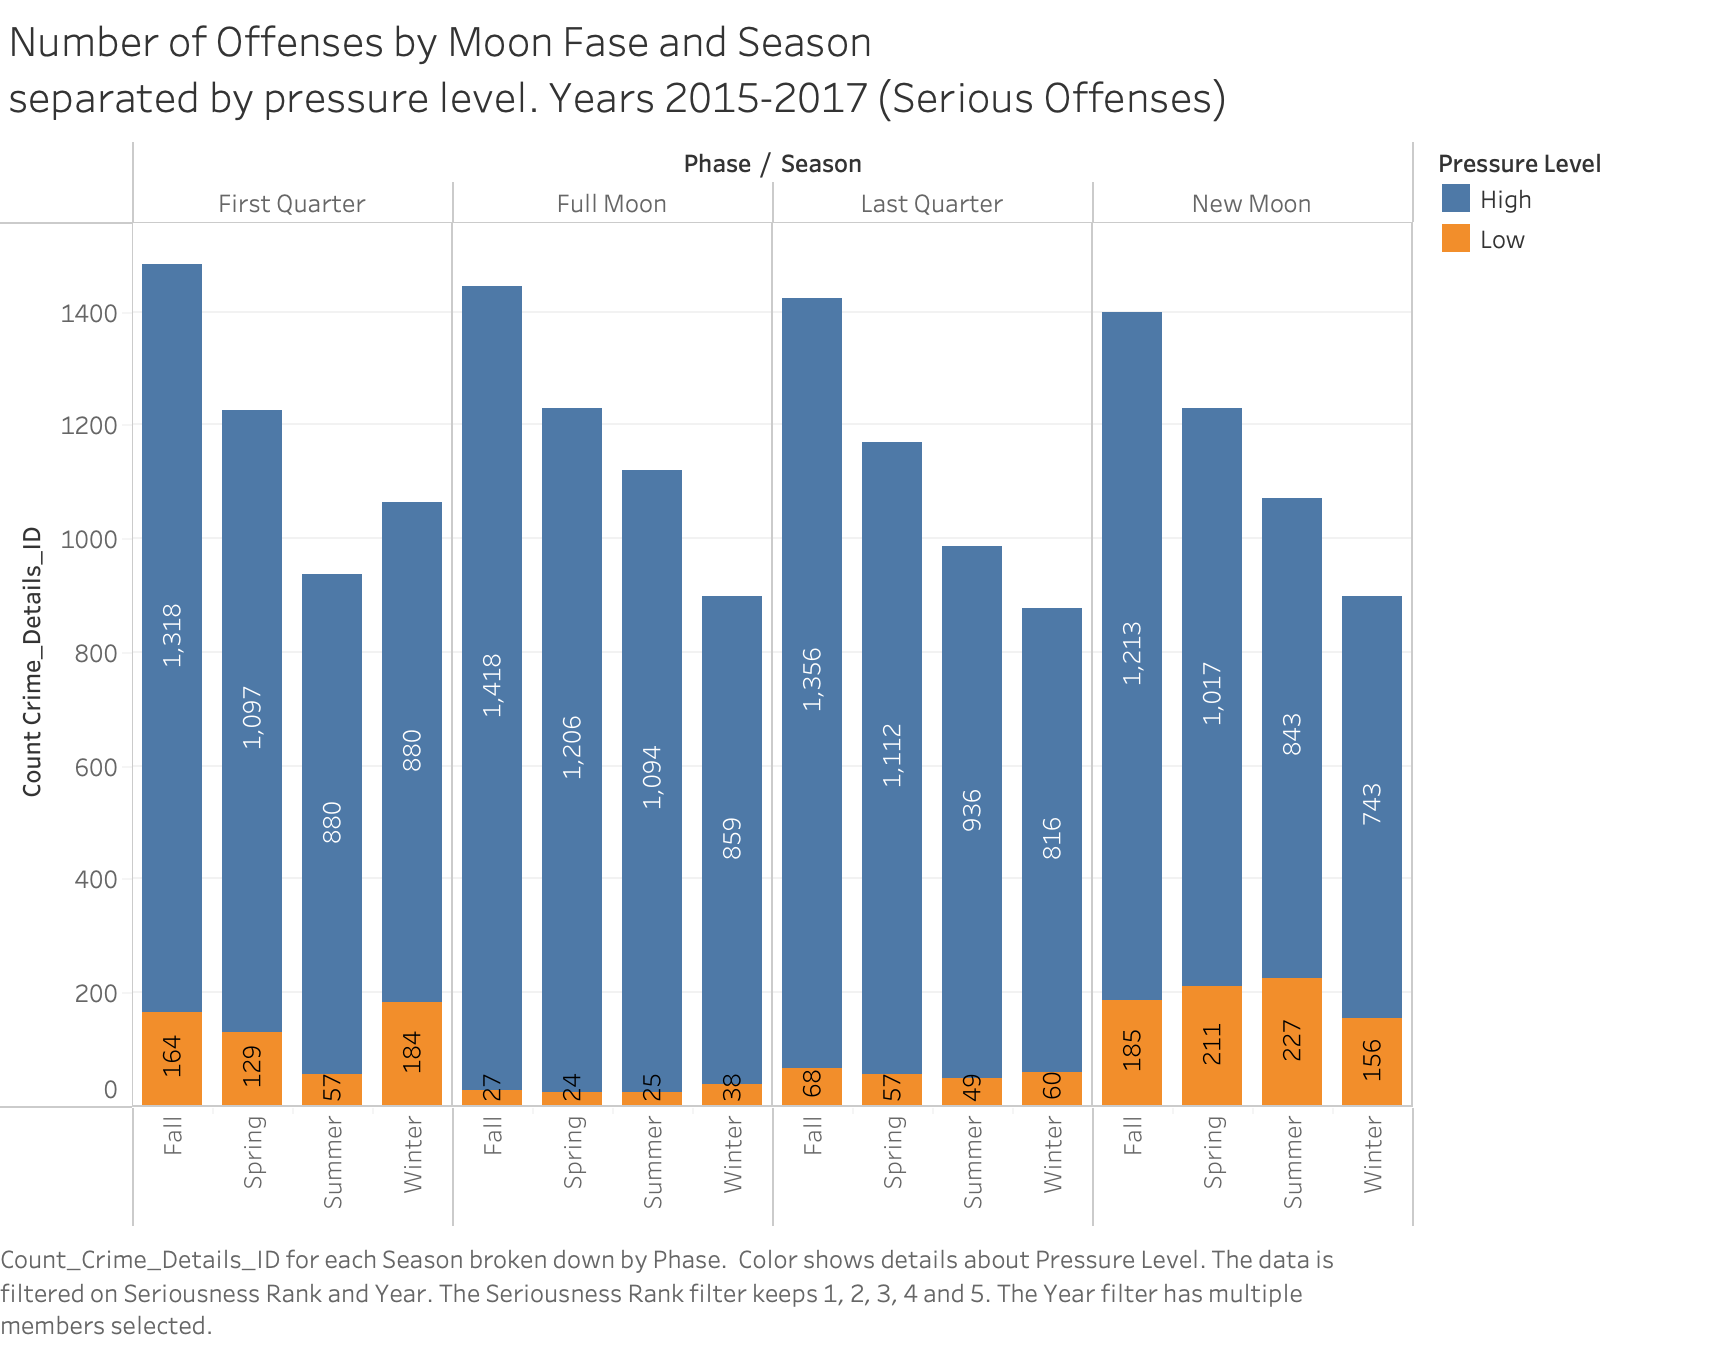 Number of Offenses by Moon Fase and Season
separated by pressure level. Years 2015-2017 (Serious Offenses)
Phase / Season
Pressure Level
High
Low
First Quarter
Full Moon
Last Quarter
New Moon
Count Crime_Details_ID
1400
1200
1000
800
600
400
200
0
1,318
1,097
880
880
1,418
1,206
1,094
859
1,356
1,112
936
816
1,213
1,017
843
743
164
129
57
184
27
24
25
38
68
57
49
60
185
211
227
156
Fall
Spring
Summer
Winter
Fall
Spring
Summer
Winter
Fall
Spring
Summer
Winter
Fall
Spring
Summer
Winter
Count_Crime_Details_ID for each Season broken down by Phase.  Color shows details about Pressure Level. The data is
filtered on Seriousness Rank and Year. The Seriousness Rank filter keeps 1, 2, 3, 4 and 5. The Year filter has multiple
members selected.